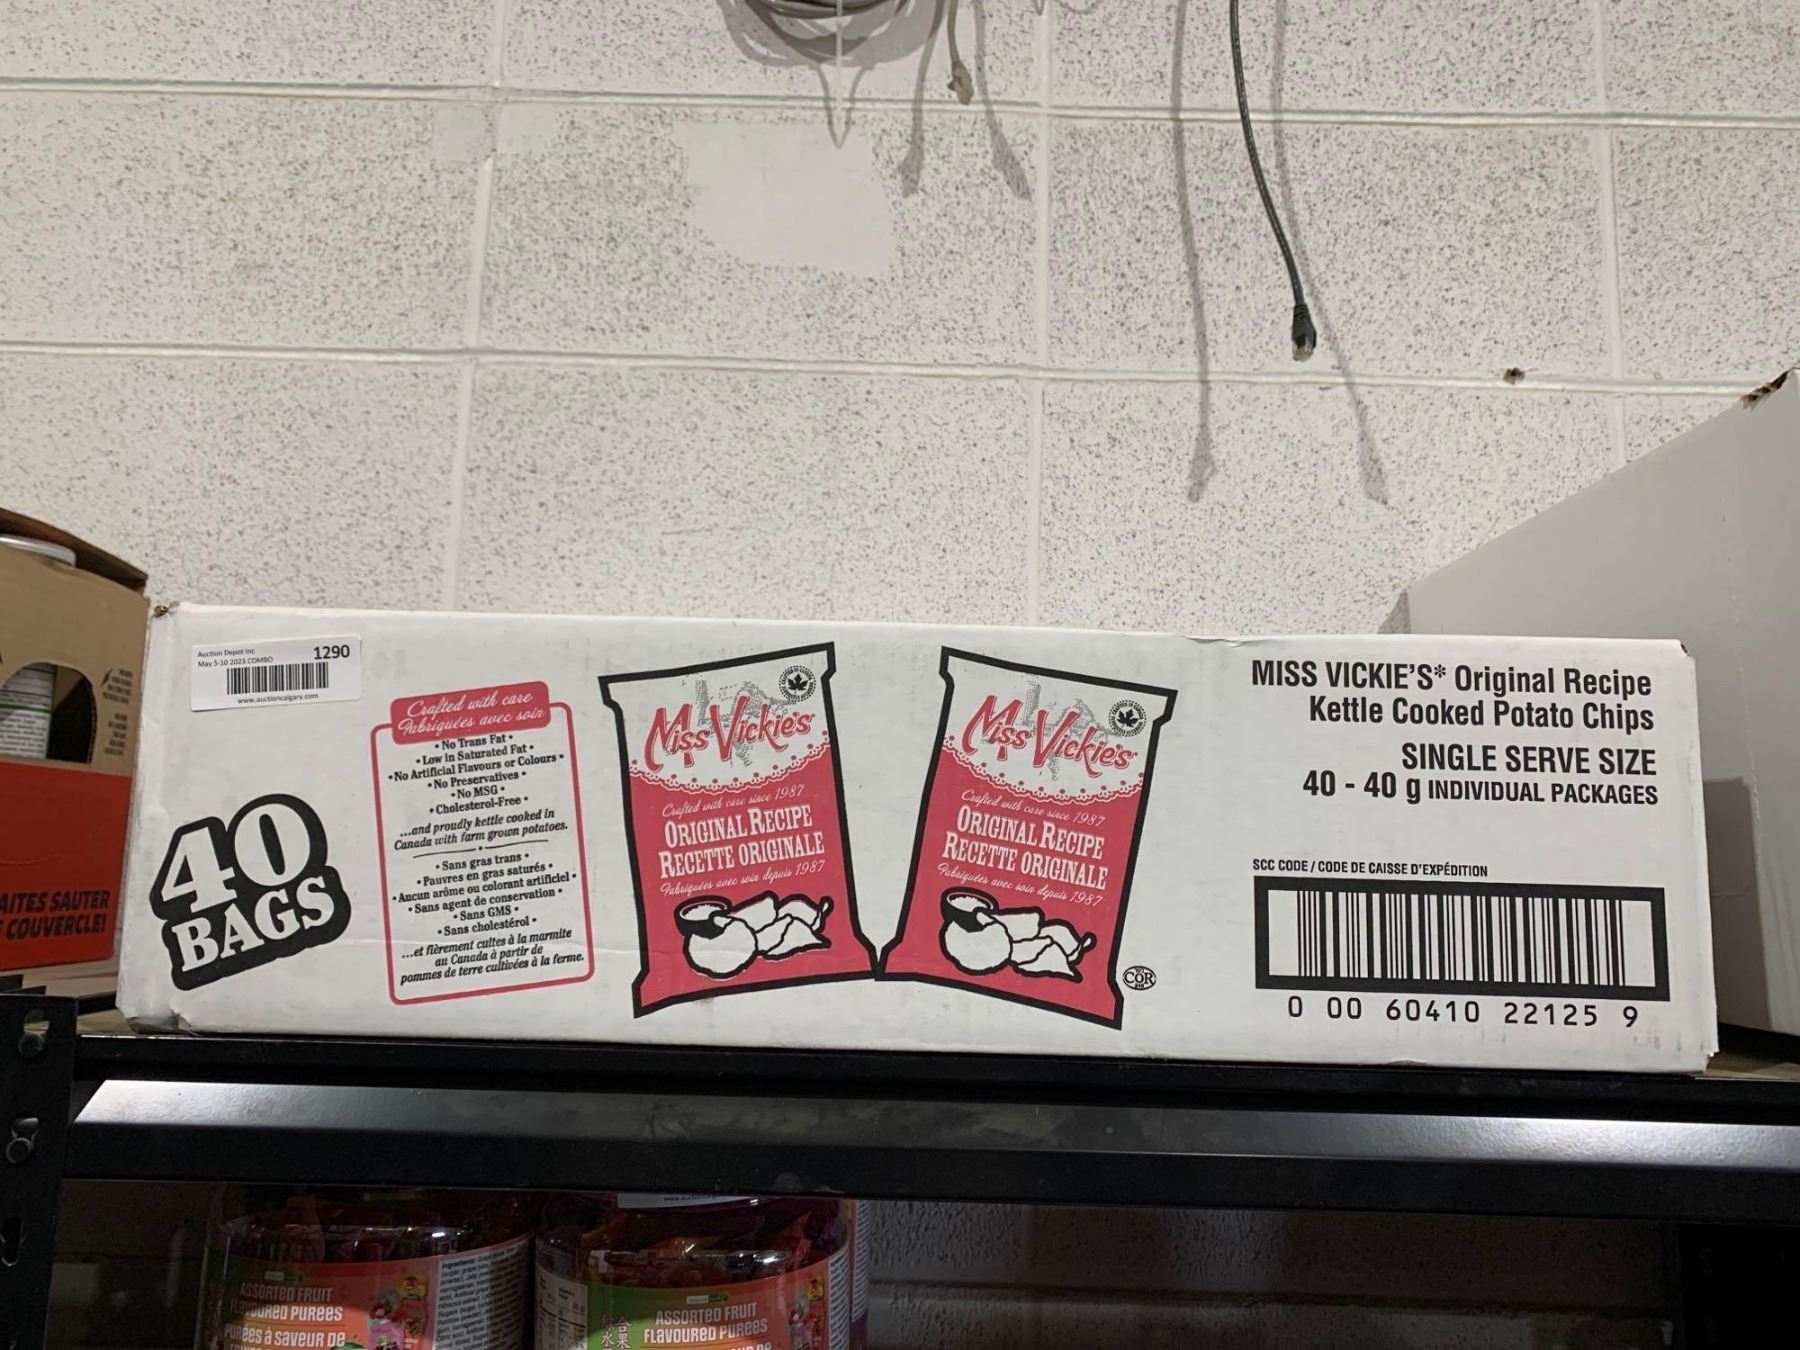 Auction Depot Inc
May 5-10 2023 COMBO
1290
www.auctioncalgary.com
40
BAGS
Crafted with care
Fabriquées avec soin
• No Trans Fat •
• Low in Saturated Fat •
• No Artificial Flavours or Colours •
• No Preservatives •
• No MSG •
• Cholesterol-Free •
...and proudly kettle cooked in
Canada with farm grown potatoes.
• Sans gras trans •
• Pauvres en gras saturés •
• Aucun arôme ou colorant artificiel •
• Sans agent de conservation •
• Sans GMS •
• Sans cholestérol •
...et fièrement cuites à la marmite
au Canada à partir de
pommes de terre cultivées à la ferme.
Miss Vickie's
Crafted with care since 1987
ORIGINAL RECIPE
RECETTE ORIGINALE
Fabriquées avec soin depuis 1987
Miss Vickie's
Crafted with care since 1987
ORIGINAL RECIPE
RECETTE ORIGINALE
Fabriquées avec soin depuis 1987
COR
MISS VICKIE'S* Original Recipe
Kettle Cooked Potato Chips
SINGLE SERVE SIZE
40 - 40 g INDIVIDUAL PACKAGES
SCC CODE / CODE DE CAISSE D'EXPÉDITION
0 00 60410 22125 9
AITES SAUTER
COUVERCLE!
ASSORTED FRUIT
FLAVOURED PUREES
PURÉES À SAVEUR DE
ASSORTED FRUIT
FLAVOURED PUREES